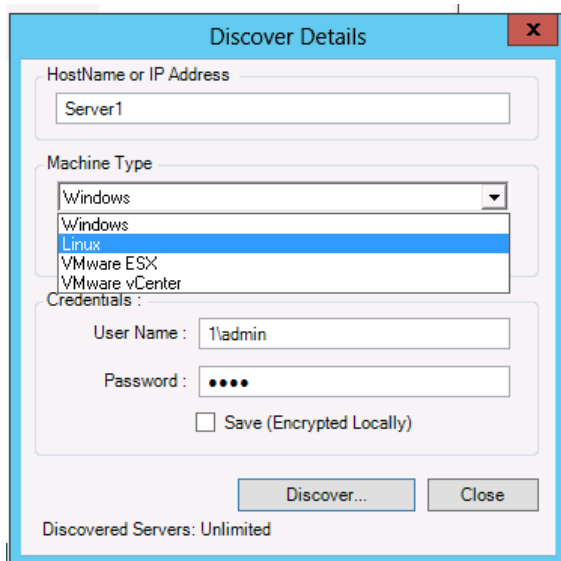 Discover Details
x
HostName or IP Address
Server1
Machine Type
Windows
Windows
Linux
VMware ESX
VMware vCenter
Credentials :
User Name : 1\admin
Password : ●●●●
Save (Encrypted Locally)
Discover... Close
Discovered Servers: Unlimited